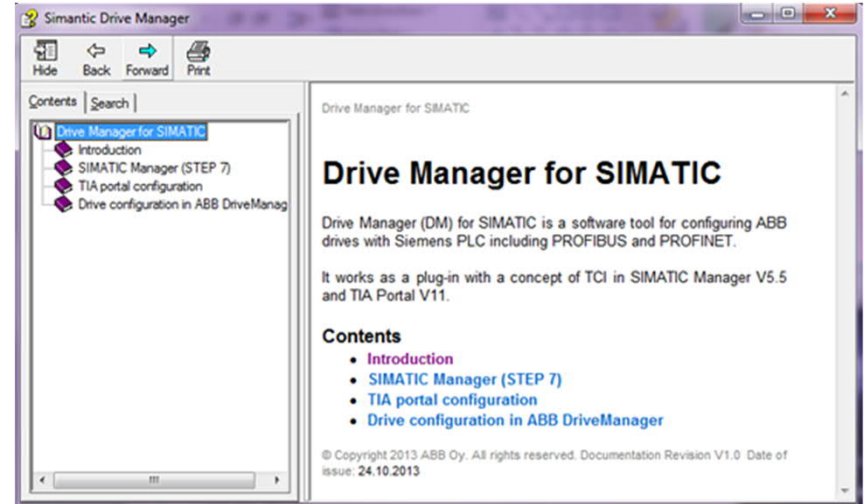 Simantic Drive Manager
Hide Back Forward Print
Contents Search
Drive Manager for SIMATIC
Introduction
SIMATIC Manager (STEP 7)
TIA portal configuration
Drive configuration in ABB DriveManag
Drive Manager for SIMATIC
Drive Manager for SIMATIC
Drive Manager (DM) for SIMATIC is a software tool for configuring ABB
drives with Siemens PLC including PROFIBUS and PROFINET.
It works as a plug-in with a concept of TCI in SIMATIC Manager V5.5
and TIA Portal V11.
Contents
• Introduction
• SIMATIC Manager (STEP 7)
• TIA portal configuration
• Drive configuration in ABB DriveManager
© Copyright 2013 ABB Oy. All rights reserved. Documentation Revision V1.0 Date of
issue: 24.10.2013